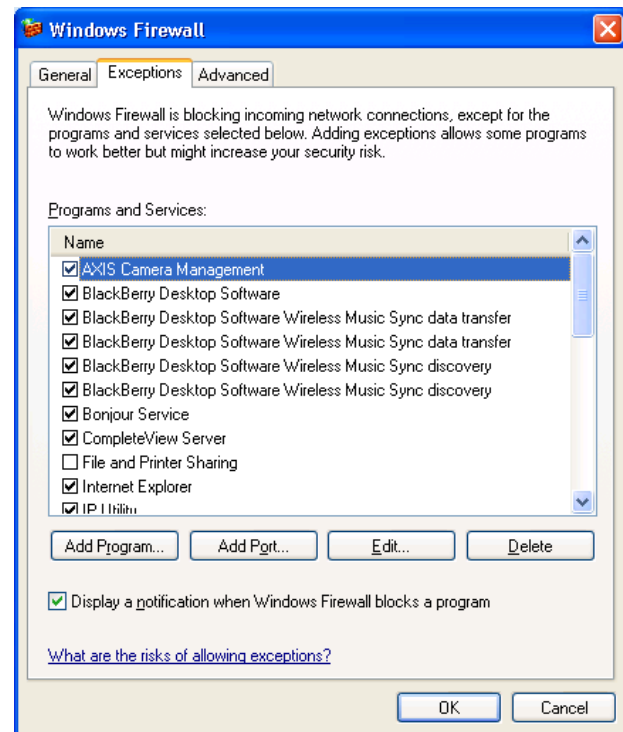 Windows Firewall
General Exceptions Advanced
Windows Firewall is blocking incoming network connections, except for the
programs and services selected below. Adding exceptions allows some programs
to work better but might increase your security risk.
Programs and Services:
Name
AXIS Camera Management
BlackBerry Desktop Software
BlackBerry Desktop Software Wireless Music Sync data transfer
BlackBerry Desktop Software Wireless Music Sync data transfer
BlackBerry Desktop Software Wireless Music Sync discovery
BlackBerry Desktop Software Wireless Music Sync discovery
Bonjour Service
CompleteView Server
File and Printer Sharing
Internet Explorer
IP Utility
Add Program... Add Port... Edit... Delete
Display a notification when Windows Firewall blocks a program
What are the risks of allowing exceptions?
OK Cancel